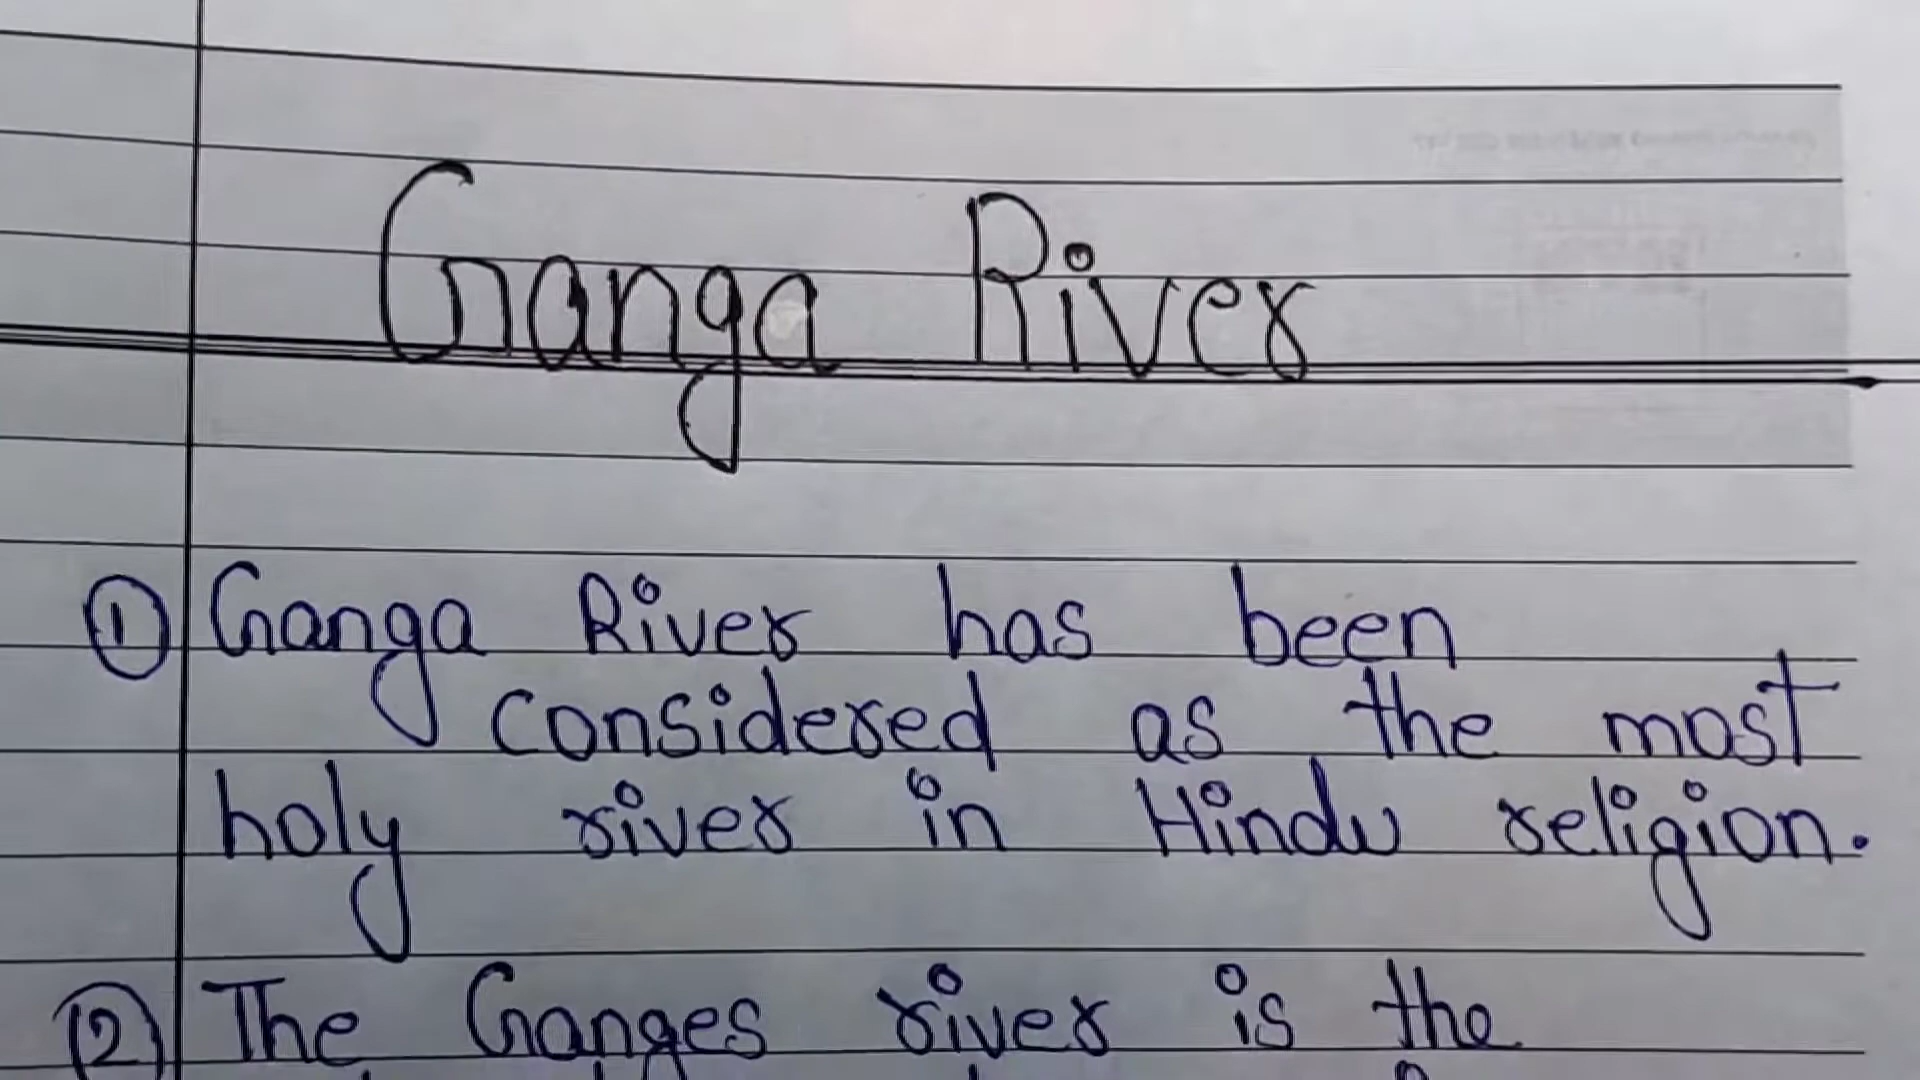 Ganga River
① Ganga River has been
considered as the most
holy river in Hindu religion.
② The Ganges river is the